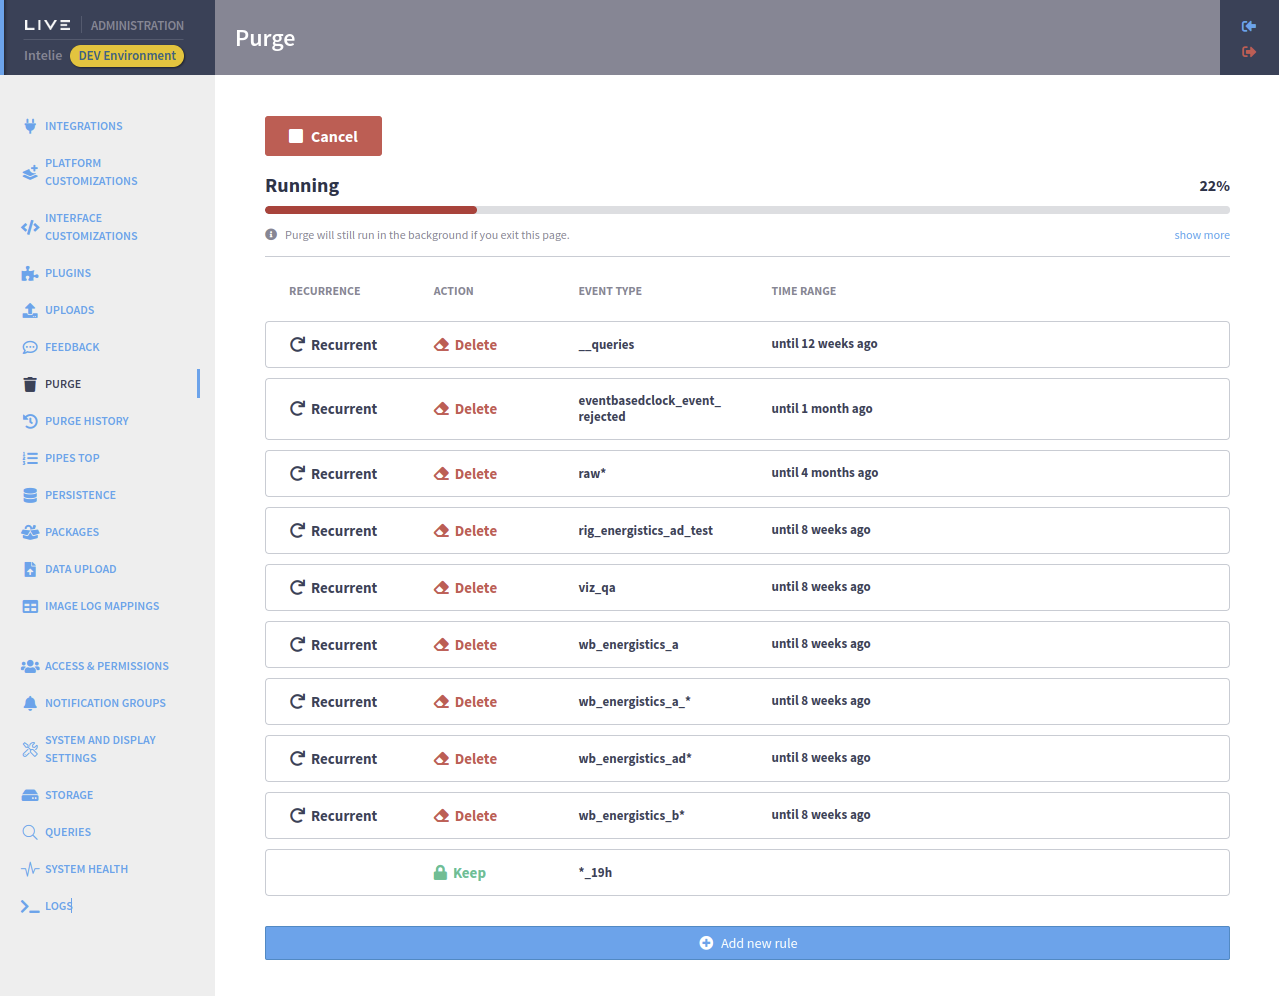 LIVE ADMINISTRATION
Intelie DEV Environment
Purge
INTEGRATIONS
PLATFORM
CUSTOMIZATIONS
INTERFACE
CUSTOMIZATIONS
PLUGINS
UPLOADS
FEEDBACK
PURGE
PURGE HISTORY
PIPES TOP
PERSISTENCE
PACKAGES
DATA UPLOAD
IMAGE LOG MAPPINGS
ACCESS & PERMISSIONS
NOTIFICATION GROUPS
SYSTEM AND DISPLAY
SETTINGS
STORAGE
QUERIES
SYSTEM HEALTH
LOGS
Cancel
Running 22%
Purge will still run in the background if you exit this page. show more
RECURRENCE ACTION EVENT TYPE TIME RANGE
Recurrent Delete __queries until 12 weeks ago
Recurrent Delete eventbasedclock_event_
rejected until 1 month ago
Recurrent Delete raw* until 4 months ago
Recurrent Delete rig_energistics_ad_test until 8 weeks ago
Recurrent Delete viz_qa until 8 weeks ago
Recurrent Delete wb_energistics_a until 8 weeks ago
Recurrent Delete wb_energistics_a_* until 8 weeks ago
Recurrent Delete wb_energistics_ad* until 8 weeks ago
Recurrent Delete wb_energistics_b* until 8 weeks ago
Keep *_19h
Add new rule